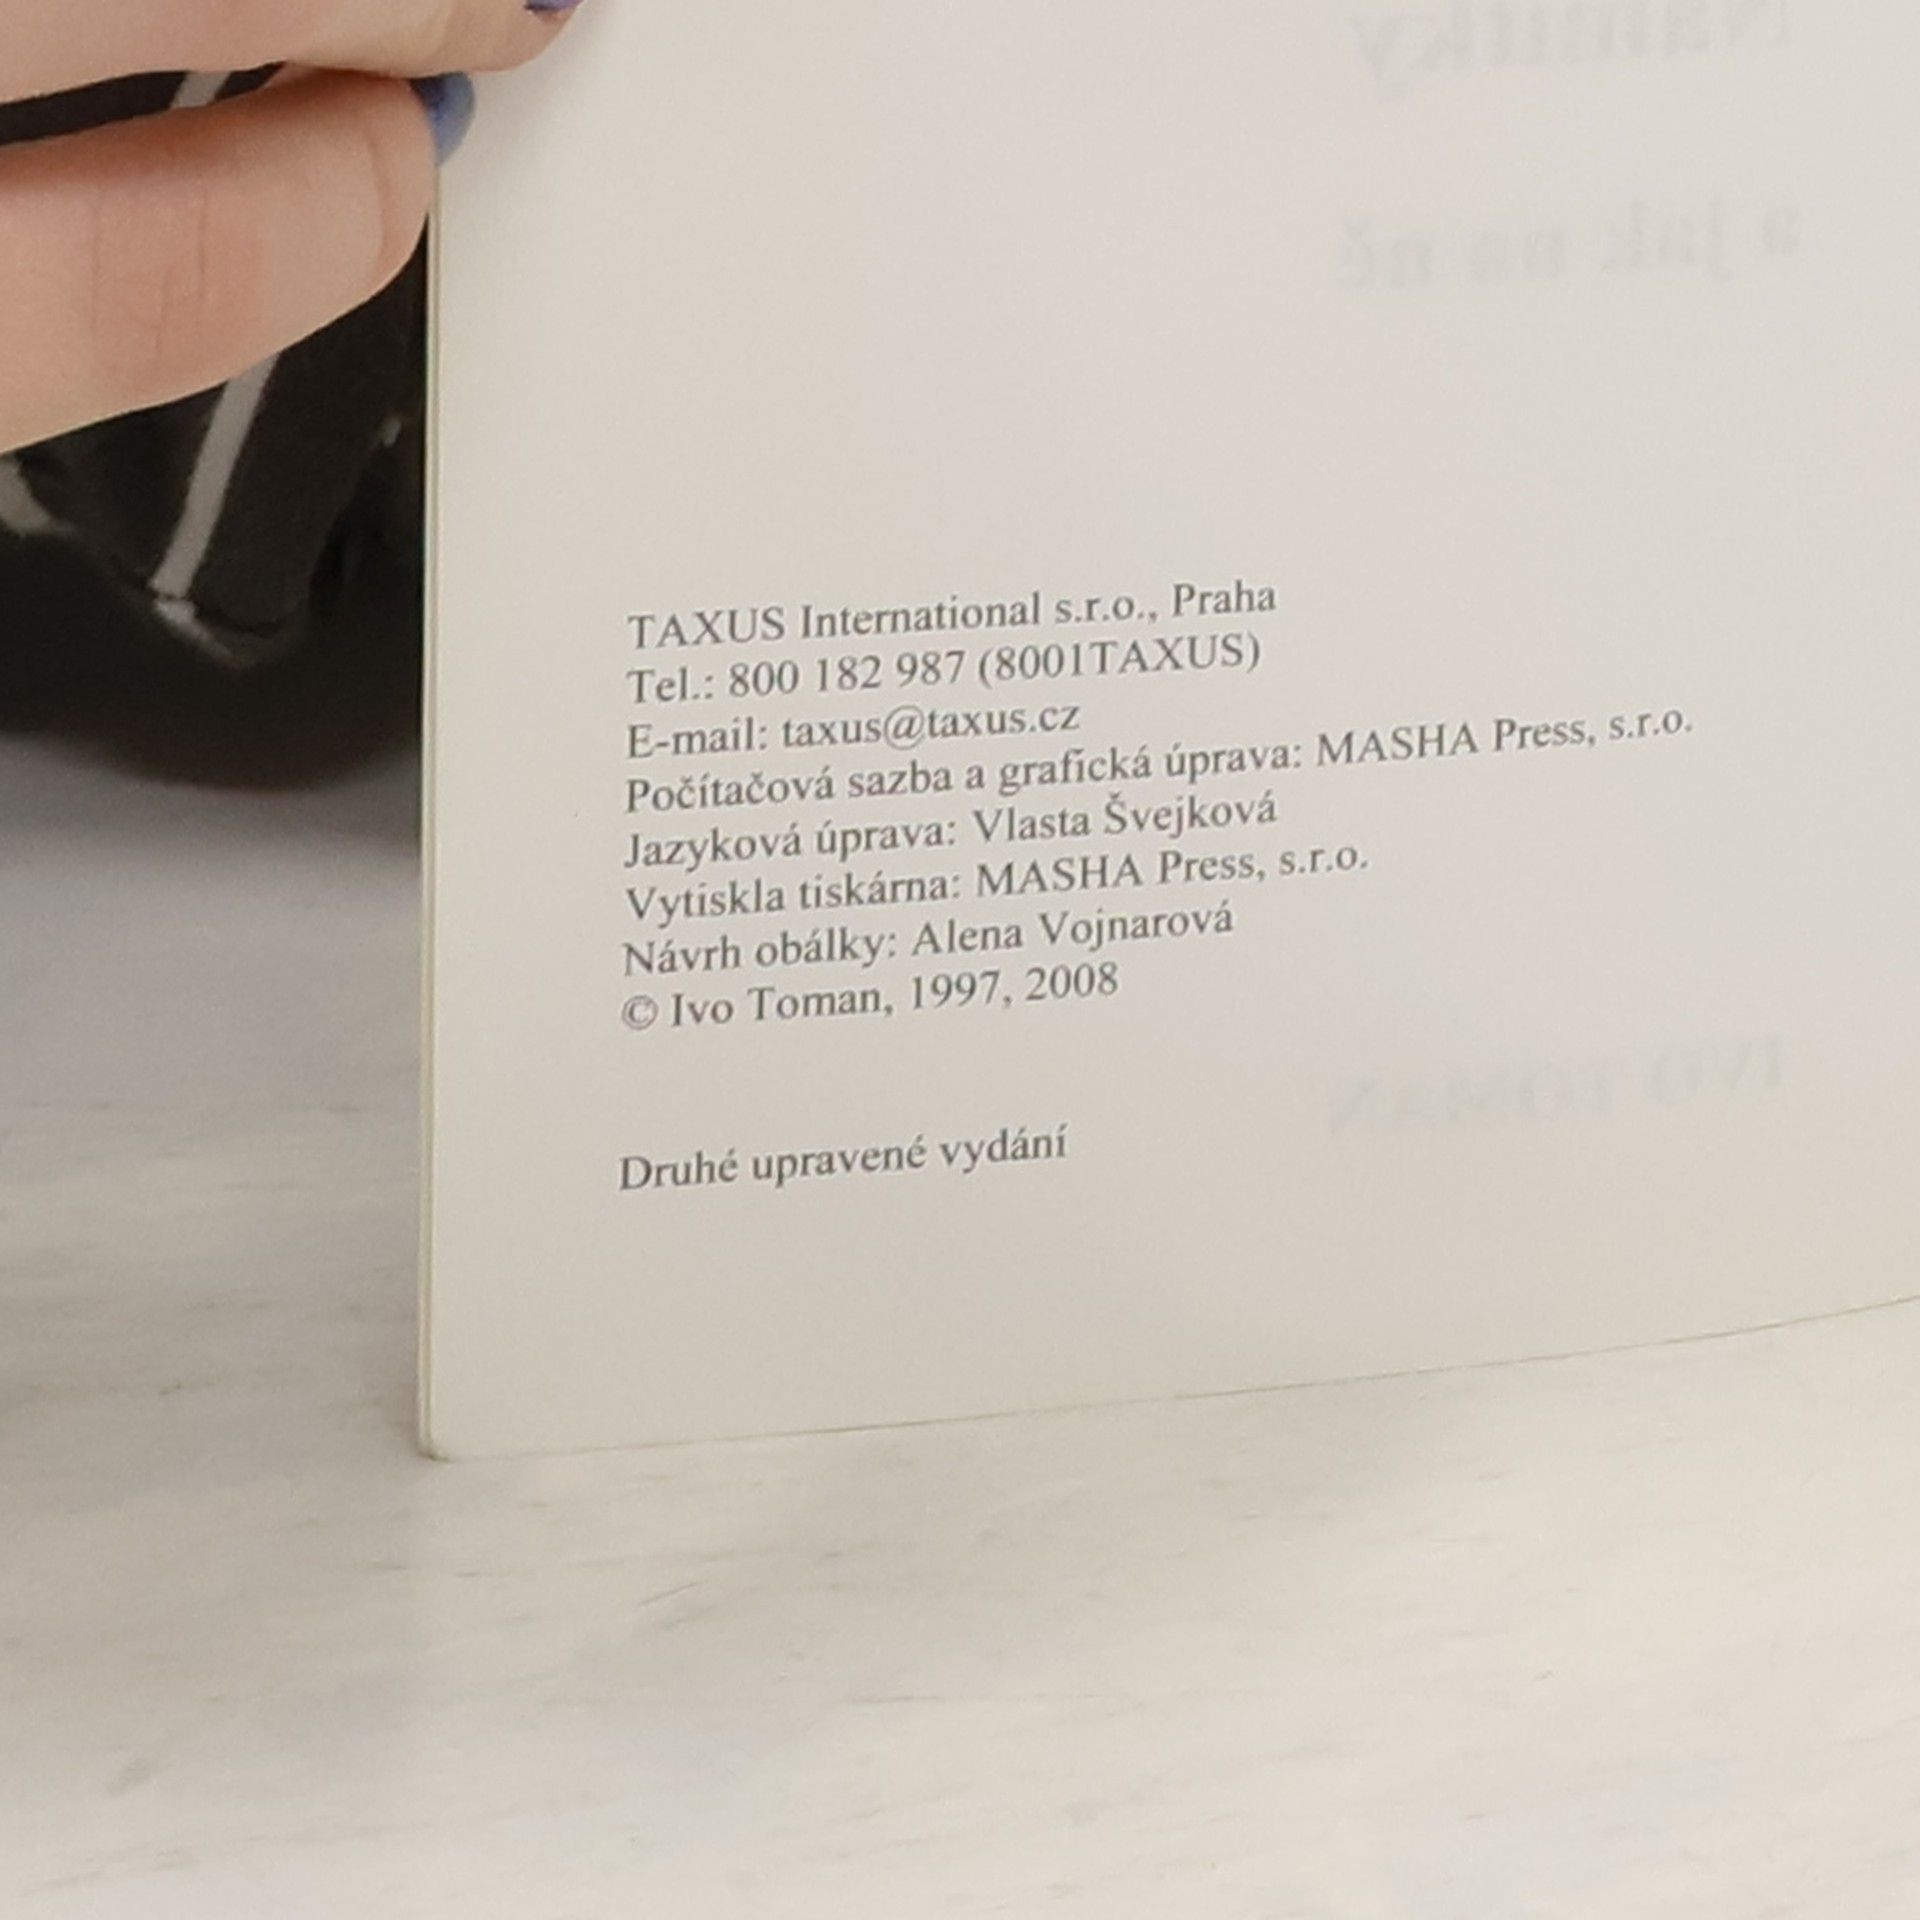 TAXUS International s.r.o., Praha
Tel.: 800 182 987 (8001TAXUS)
E-mail: taxus@taxus.cz
Počítačová sazba a grafická úprava: MASHA Press, s.r.o.
Jazyková úprava: Vlasta Švejková
Vytiskla tiskárna: MASHA Press, s.r.o.
Návrh obálky: Alena Vojnarová
© Ivo Toman, 1997, 2008
Druhé upravené vydání